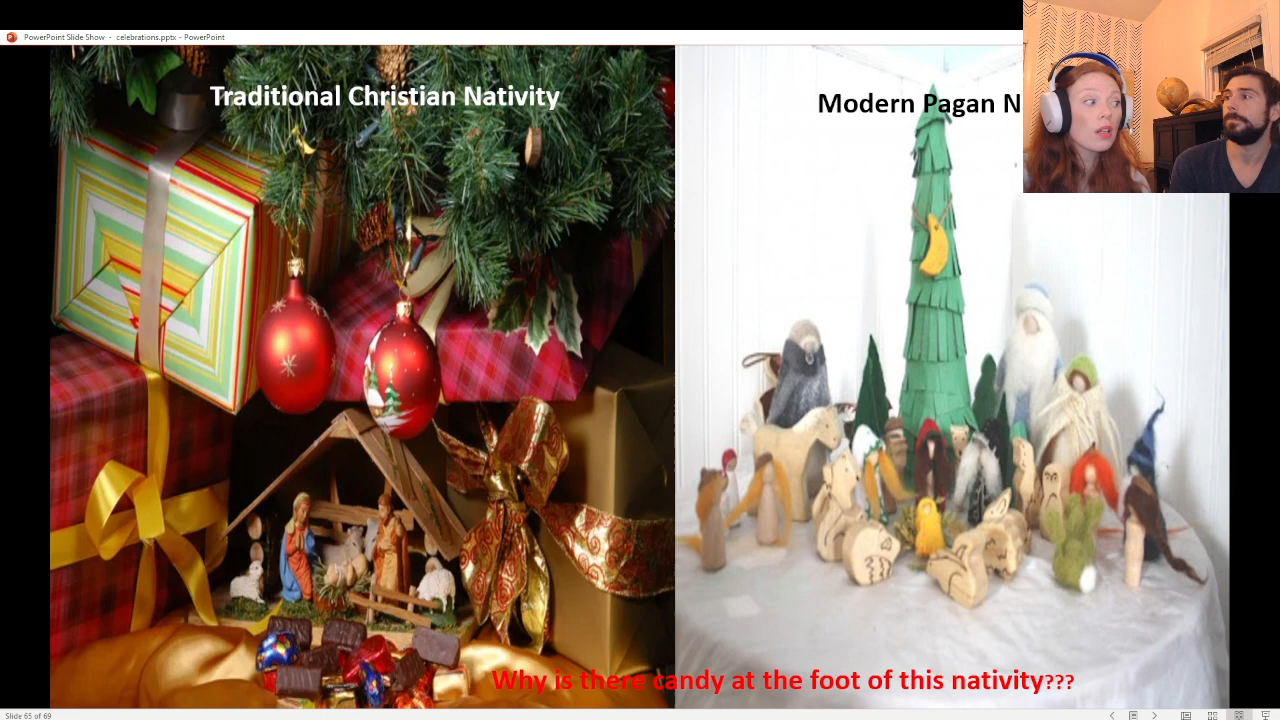 PowerPoint Slide Show - celebrations.pptx - PowerPoint
Traditional Christian Nativity
Modern Pagan N
Why is there candy at the foot of this nativity???
Slide 65 of 69